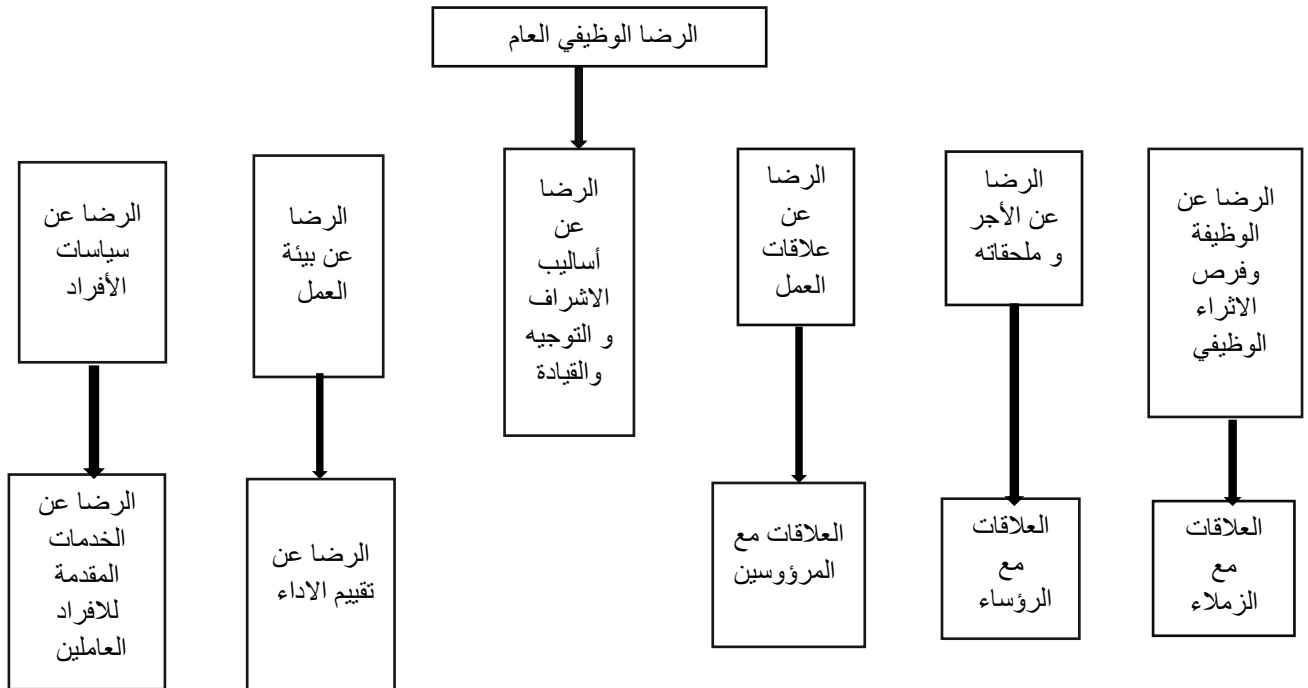 الرضا الوظيفي العام
الرضا عن
الوظيفة
وفرص
الاثراء
الوظيفي
الرضا
عن الأجر
و ملحقاته
الرضا
عن
علاقات
العمل
الرضا
عن
أساليب
الاشراف
و التوجيه
والقيادة
الرضا
عن بيئة
العمل
الرضا عن
سياسات
الأفراد
العلاقات
مع
الزملاء
العلاقات
مع
الرؤساء
العلاقات مع
المرؤوسين
الرضا عن
تقييم الاداء
الرضا عن
الخدمات
المقدمة
للافراد
العاملين